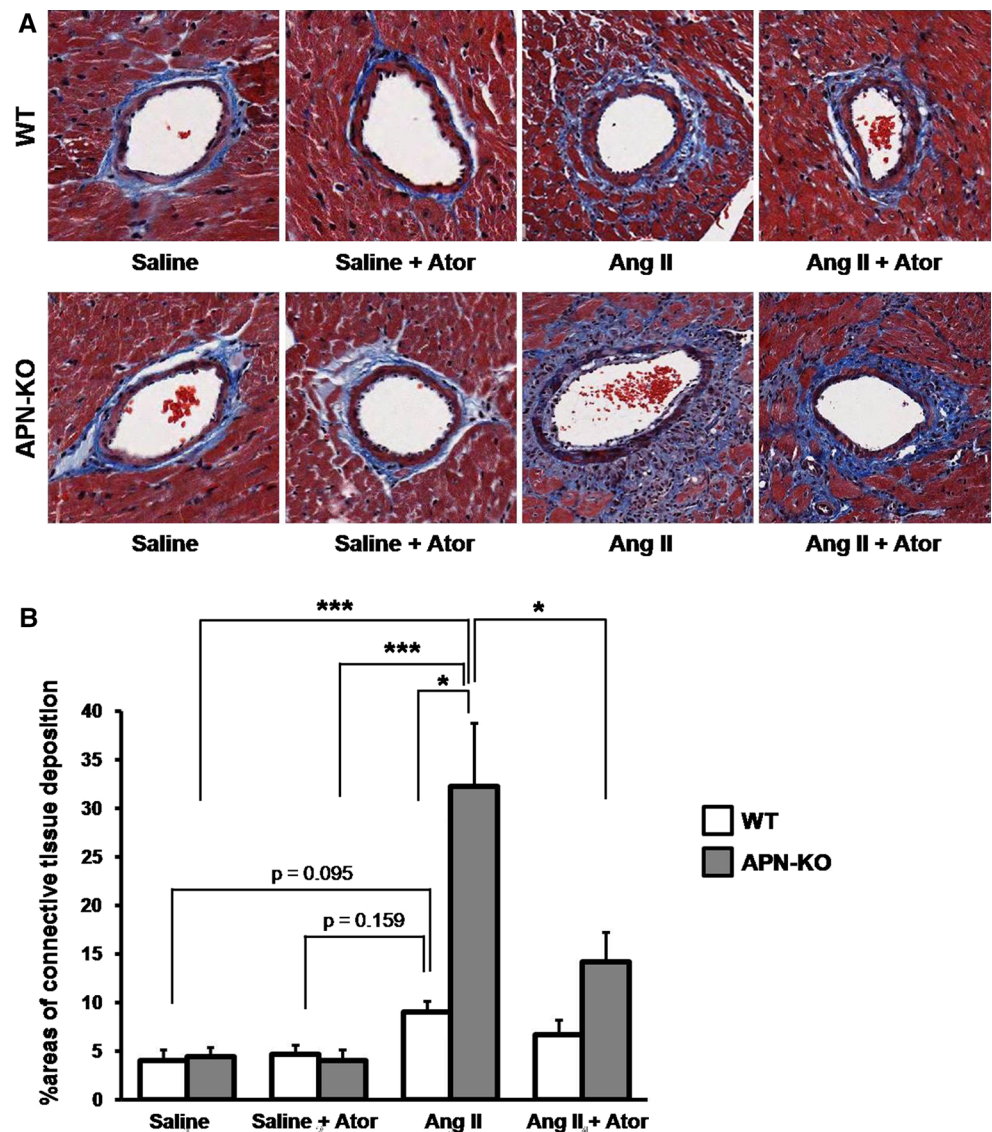 A
WT
Saline
Saline + Ator
Ang II
Ang II + Ator
APN-KO
Saline
Saline + Ator
Ang II
Ang II + Ator
B
***
*
***
*
%areas of connective tissue deposition
40
35
30
25
20
15
10
5
0
p = 0.095
p = 0.159
WT
APN-KO
Saline
Saline + Ator
Ang II
Ang II + Ator